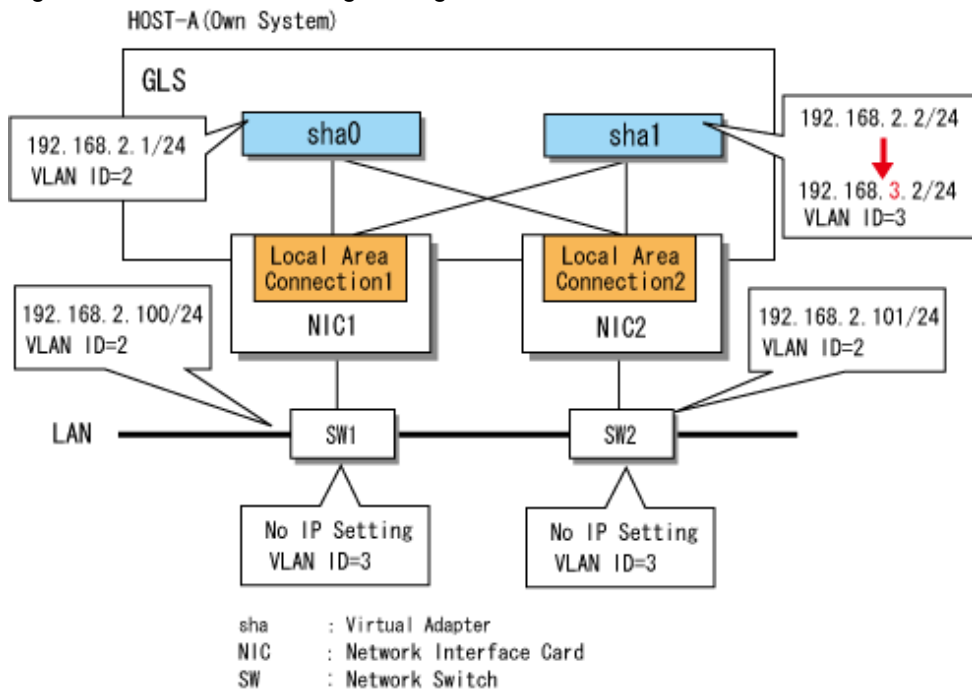 HOST-A(Own System)
GLS
192.168.2.1/24
VLAN ID=2
sha0
sha1
192.168.2.2/24
192.168.3.2/24
VLAN ID=3
Local Area
Connection1
NIC1
Local Area
Connection2
NIC2
192.168.2.100/24
VLAN ID=2
192.168.2.101/24
VLAN ID=2
LAN
SW1
SW2
No IP Setting
VLAN ID=3
No IP Setting
VLAN ID=3
sha : Virtual Adapter
NIC : Network Interface Card
SW : Network Switch